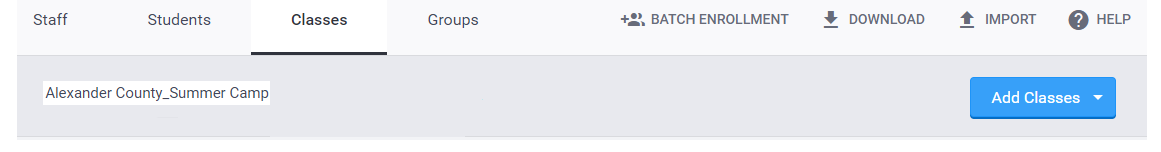 Staff Students Classes Groups BATCH ENROLLMENT DOWNLOAD IMPORT HELP
Alexander County_Summer Camp Add Classes